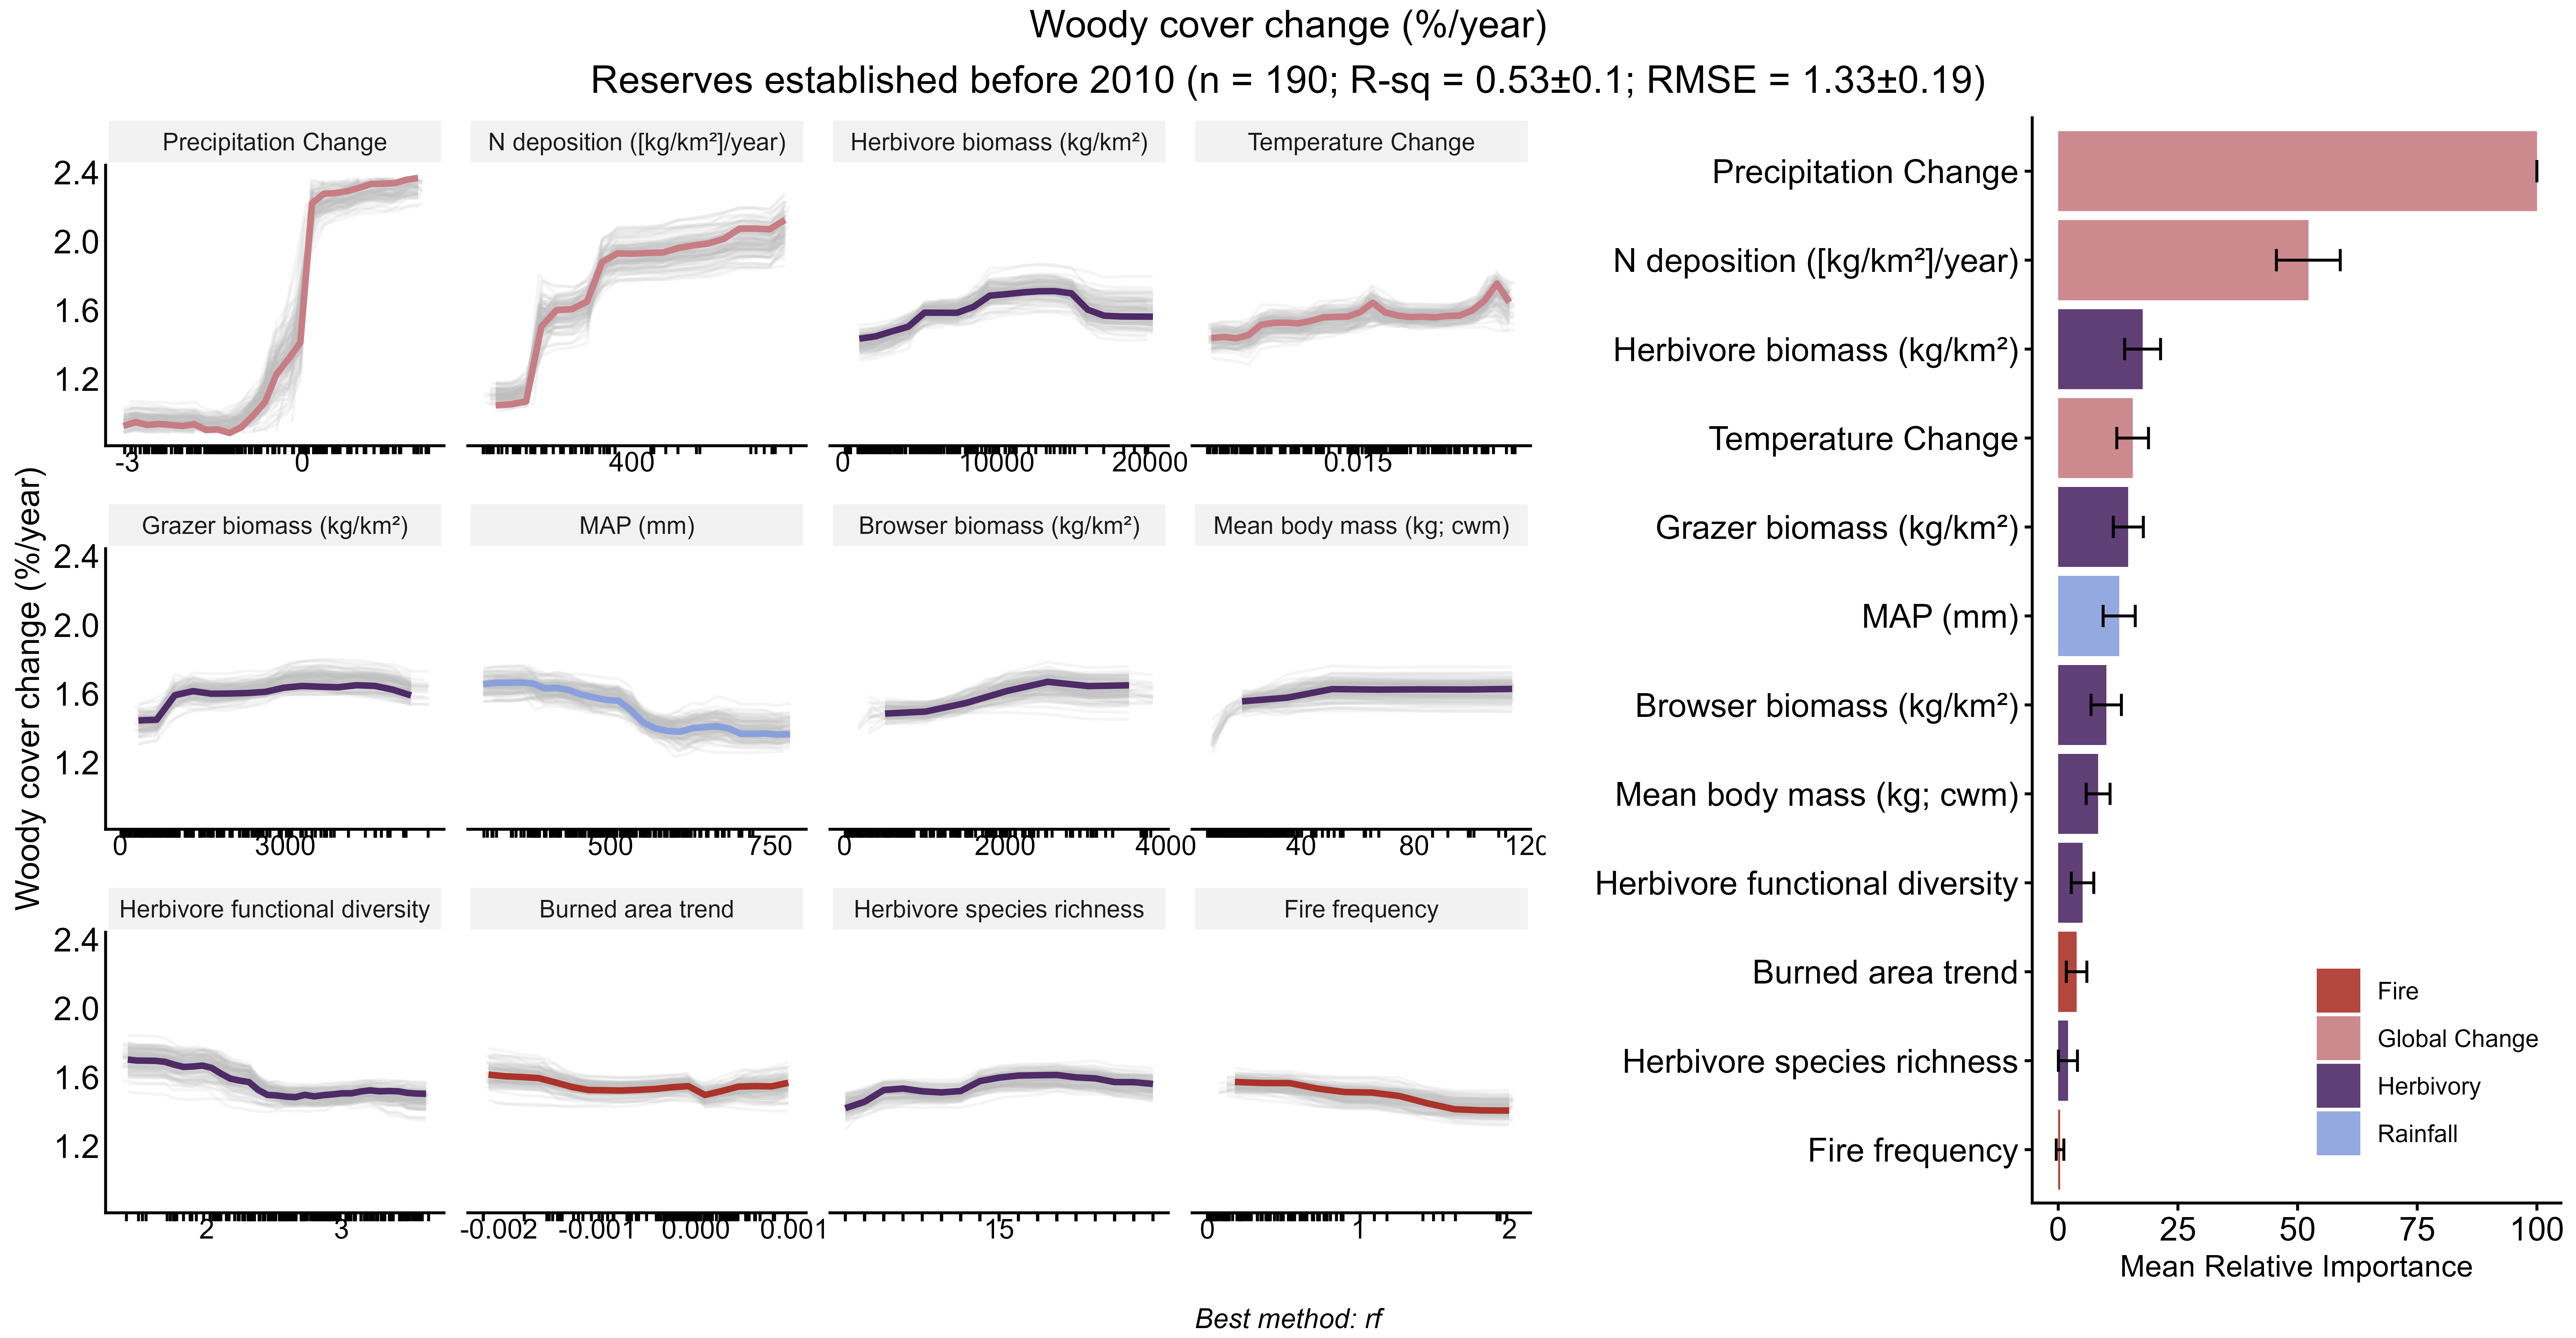 Woody cover change (%/year)
Reserves established before 2010 (n = 190; R-sq = 0.53±0.1; RMSE = 1.33±0.19)
Woody cover change (%/year)
Precipitation Change
N deposition ([kg/km²]/year)
Herbivore biomass (kg/km²)
Temperature Change
2.4
2.0
1.6
1.2
-3 0
400
0 10000 20000
0.015
Grazer biomass (kg/km²)
MAP (mm)
Browser biomass (kg/km²)
Mean body mass (kg; cwm)
2.4
2.0
1.6
1.2
0 3000
500 750
0 2000 4000
40 80 120
Herbivore functional diversity
Burned area trend
Herbivore species richness
Fire frequency
2.4
2.0
1.6
1.2
2 3
-0.002 -0.001 0.000 0.001
15
0 1 2
Best method: rf
Precipitation Change
N deposition ([kg/km²]/year)
Herbivore biomass (kg/km²)
Temperature Change
Grazer biomass (kg/km²)
MAP (mm)
Browser biomass (kg/km²)
Mean body mass (kg; cwm)
Herbivore functional diversity
Burned area trend
Herbivore species richness
Fire frequency
0 25 50 75 100
Mean Relative Importance
Fire
Global Change
Herbivory
Rainfall